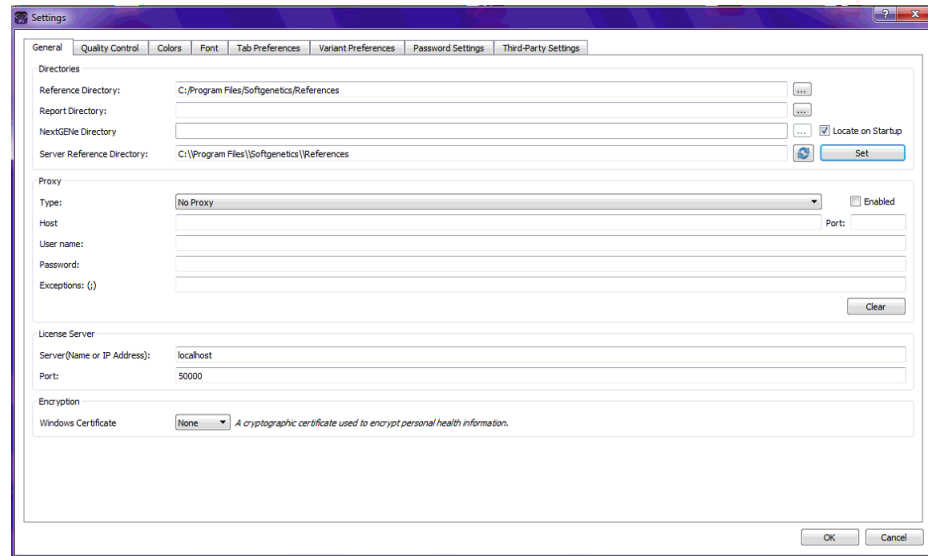 Settings
General Quality Control Colors Font Tab Preferences Variant Preferences Password Settings Third-Party Settings
Directories
Reference Directory: C:/Program Files/Softgenetics/References ...
Report Directory: ...
NextGENe Directory ... Locate on Startup
Server Reference Directory: C:\\Program Files\\Softgenetics\\References Set
Proxy
Type: No Proxy Enabled
Host Port:
User name:
Password:
Exceptions: (;)
Clear
License Server
Server(Name or IP Address): localhost
Port: 50000
Encryption
Windows Certificate None A cryptographic certificate used to encrypt personal health information.
OK Cancel